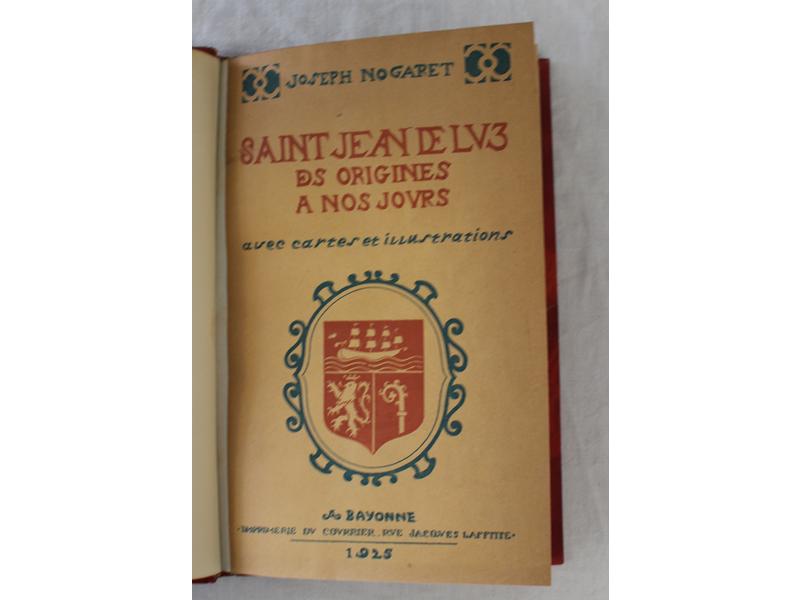 JOSEPH NOGARET
SAINT JEAN DE LVZ
DS ORIGINES
A NOS JOVRS
avec cartes et illustrations
A BAYONNE
·IMPRIMERIE DV COVRRIER, RVE JACQVES LAFFITTE·
1925